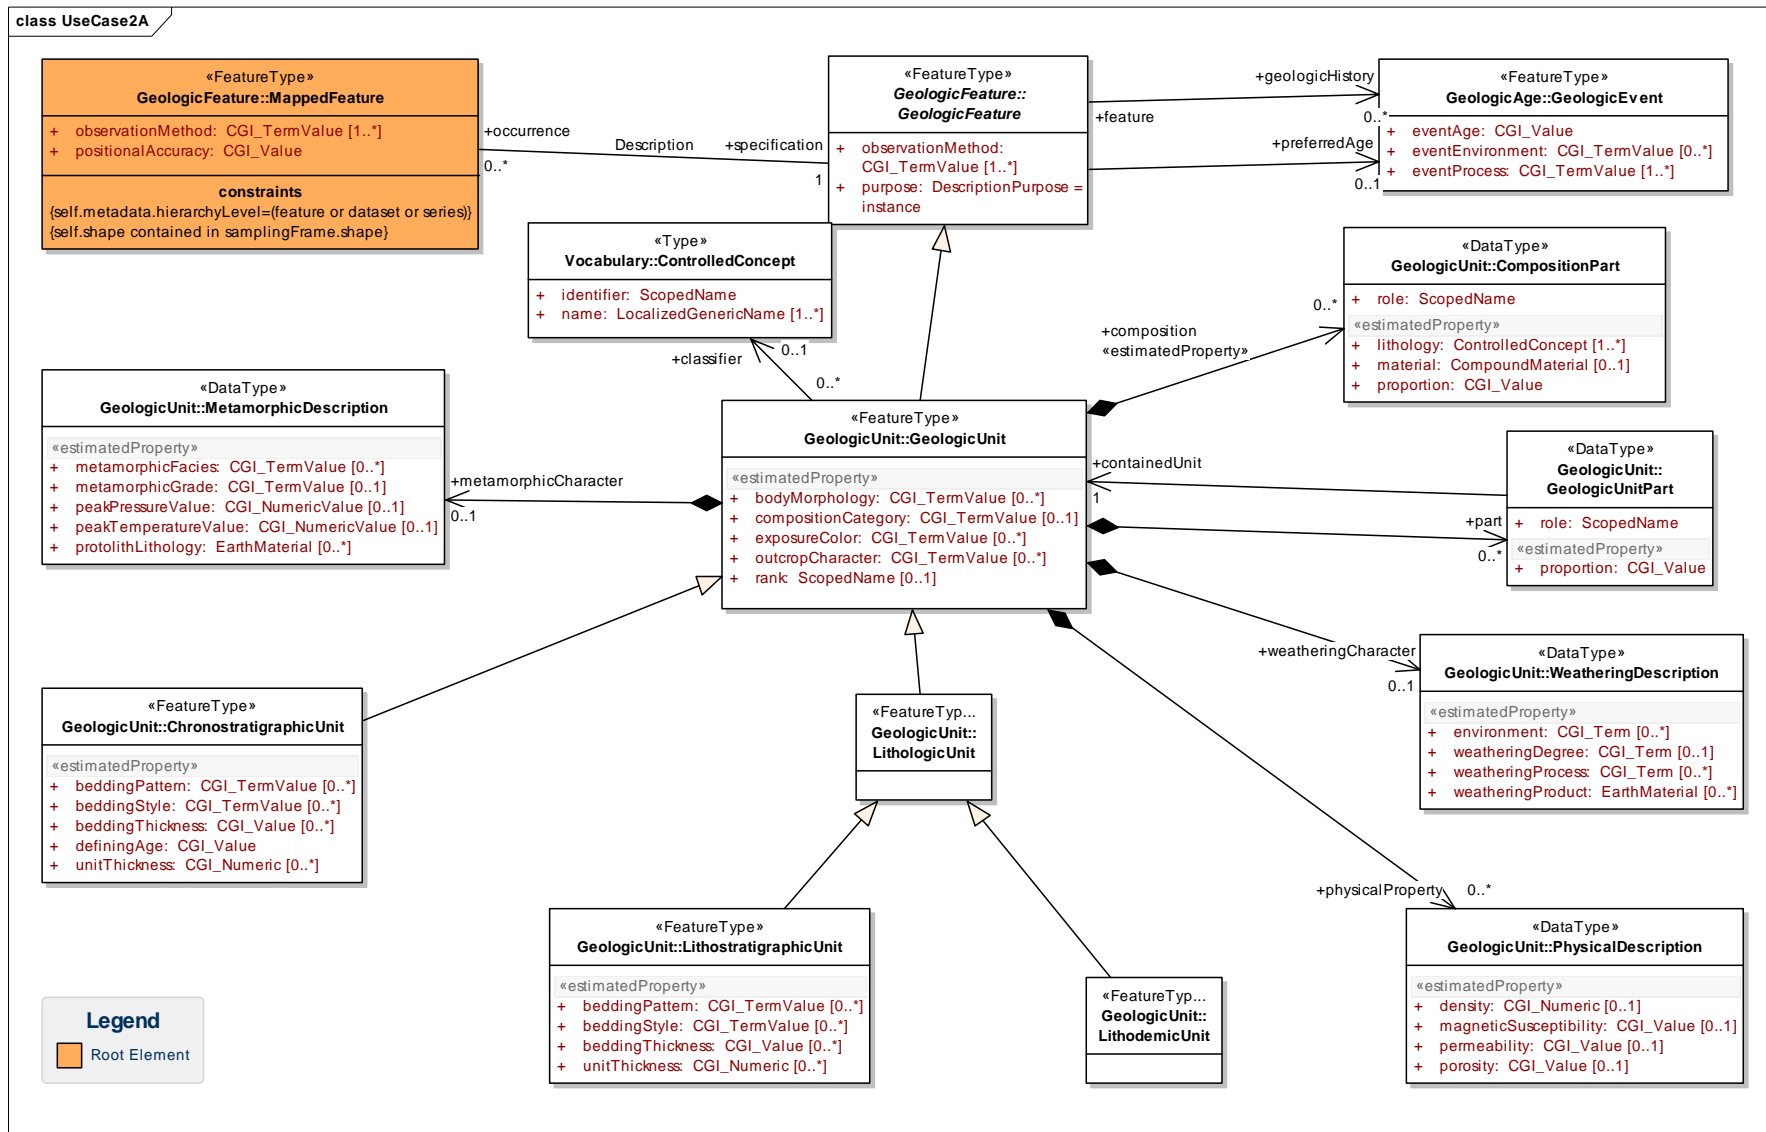 class UseCase2A
«FeatureType»
GeologicFeature::MappedFeature
+ observationMethod: CGI_TermValue [1..*]
+ positionalAccuracy: CGI_Value
constraints
{self.metadata.hierarchyLevel=(feature or dataset or series)}
{self.shape contained in samplingFrame.shape}
+occurrence
0..*
Description
+specification
1
«FeatureType»
GeologicFeature::
GeologicFeature
+ observationMethod:
CGI_TermValue [1..*]
+ purpose: DescriptionPurpose =
instance
+geologicHistory
0..*
+feature
+preferredAge
0..1
«FeatureType»
GeologicAge::GeologicEvent
+ eventAge: CGI_Value
+ eventEnvironment: CGI_TermValue [0..*]
+ eventProcess: CGI_TermValue [1..*]
«Type»
Vocabulary::ControlledConcept
+ identifier: ScopedName
+ name: LocalizedGenericName [1..*]
+classifier
0..1
0..*
«DataType»
GeologicUnit::CompositionPart
+ role: ScopedName
«estimatedProperty»
+ lithology: ControlledConcept [1..*]
+ material: CompoundMaterial [0..1]
+ proportion: CGI_Value
0..*
+composition
«estimatedProperty»
«DataType»
GeologicUnit::MetamorphicDescription
«estimatedProperty»
+ metamorphicFacies: CGI_TermValue [0..*]
+ metamorphicGrade: CGI_TermValue [0..1]
+ peakPressureValue: CGI_NumericValue [0..1]
+ peakTemperatureValue: CGI_NumericValue [0..1]
+ protolithLithology: EarthMaterial [0..*]
+metamorphicCharacter
0..1
«FeatureType»
GeologicUnit::GeologicUnit
«estimatedProperty»
+ bodyMorphology: CGI_TermValue [0..*]
+ compositionCategory: CGI_TermValue [0..1]
+ exposureColor: CGI_TermValue [0..*]
+ outcropCharacter: CGI_TermValue [0..*]
+ rank: ScopedName [0..1]
+containedUnit
1
+part
0..*
«DataType»
GeologicUnit::
GeologicUnitPart
+ role: ScopedName
«estimatedProperty»
+ proportion: CGI_Value
+weatheringCharacter
0..1
«DataType»
GeologicUnit::WeatheringDescription
«estimatedProperty»
+ environment: CGI_Term [0..*]
+ weatheringDegree: CGI_Term [0..1]
+ weatheringProcess: CGI_Term [0..*]
+ weatheringProduct: EarthMaterial [0..*]
«FeatureType»
GeologicUnit::ChronostratigraphicUnit
«estimatedProperty»
+ beddingPattern: CGI_TermValue [0..*]
+ beddingStyle: CGI_TermValue [0..*]
+ beddingThickness: CGI_Value [0..*]
+ definingAge: CGI_Value
+ unitThickness: CGI_Numeric [0..*]
«FeatureTyp...
GeologicUnit::
LithologicUnit
+physicalProperty
0..*
«FeatureType»
GeologicUnit::LithostratigraphicUnit
«estimatedProperty»
+ beddingPattern: CGI_TermValue [0..*]
+ beddingStyle: CGI_TermValue [0..*]
+ beddingThickness: CGI_Value [0..*]
+ unitThickness: CGI_Numeric [0..*]
«FeatureTyp...
GeologicUnit::
LithodemicUnit
«DataType»
GeologicUnit::PhysicalDescription
«estimatedProperty»
+ density: CGI_Numeric [0..1]
+ magneticSusceptibility: CGI_Value [0..1]
+ permeability: CGI_Value [0..1]
+ porosity: CGI_Value [0..1]
Legend
Root Element